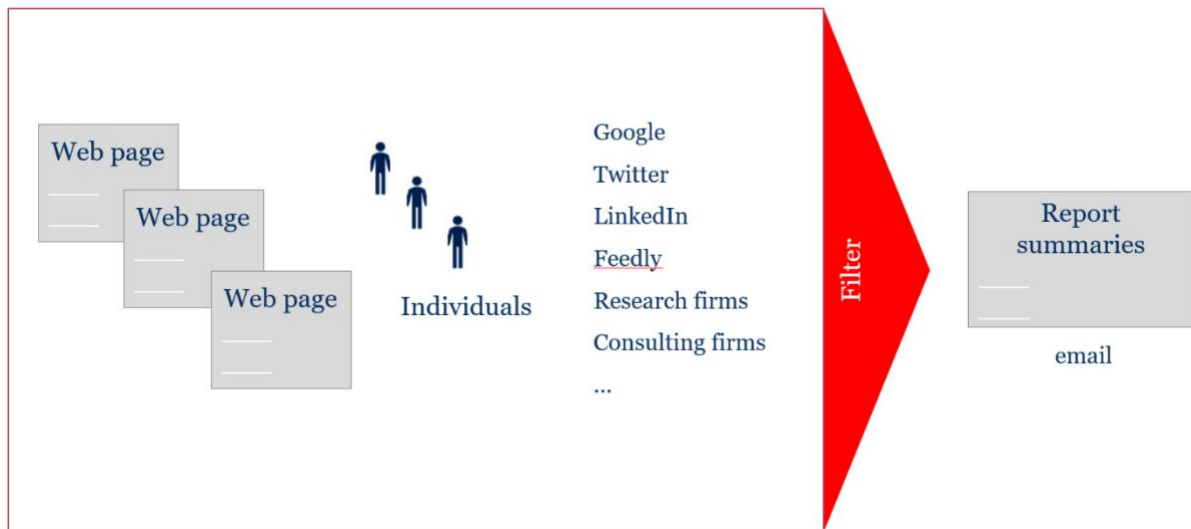 Web page
Web page
Web page
Individuals
Google
Twitter
LinkedIn
Feedly
Research firms
Consulting firms
...
Filter
Report
summaries
email